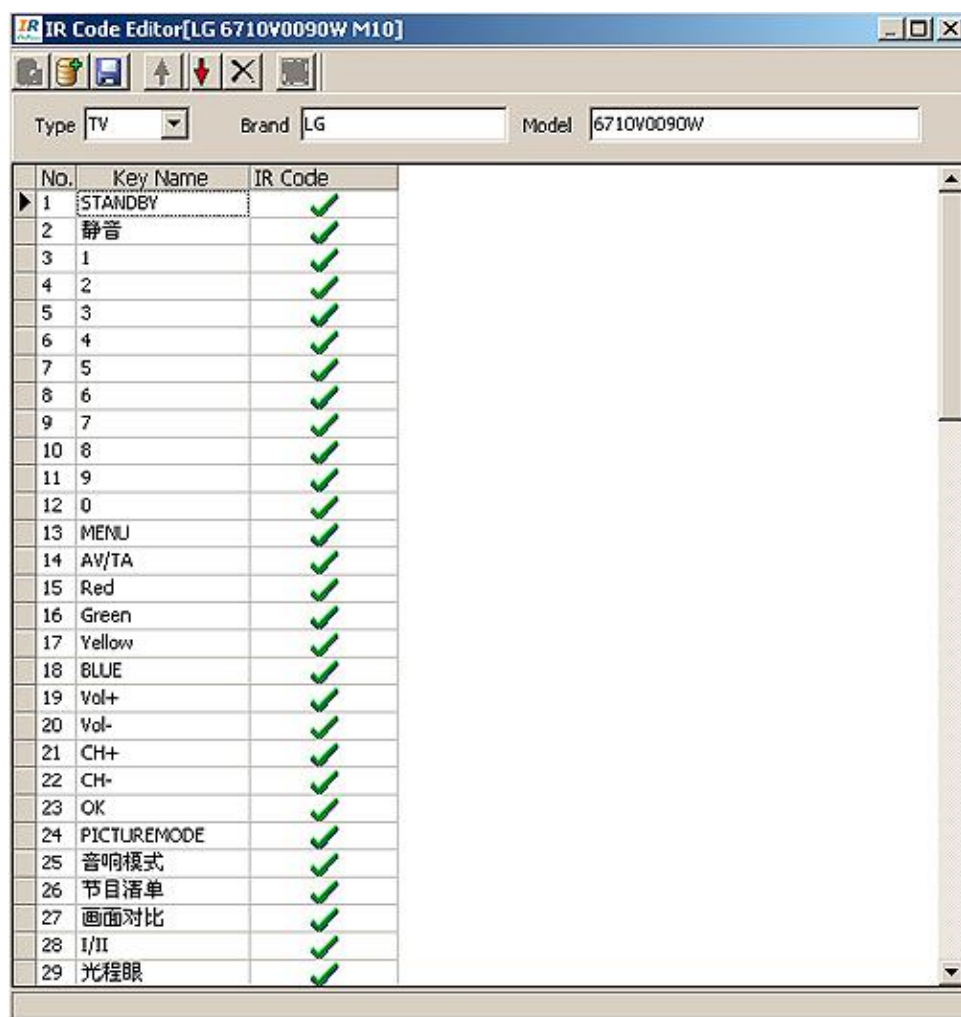 IR IR Code Editor[LG 6710V0090W M10]
Type TV Brand LG Model 6710V0090W
No. Key Name IR Code
1 STANDBY
2 静音
3 1
4 2
5 3
6 4
7 5
8 6
9 7
10 8
11 9
12 0
13 MENU
14 AV/TA
15 Red
16 Green
17 Yellow
18 BLUE
19 Vol+
20 Vol-
21 CH+
22 CH-
23 OK
24 PICTUREMODE
25 音响模式
26 节目清单
27 画面对比
28 I/II
29 光程眼